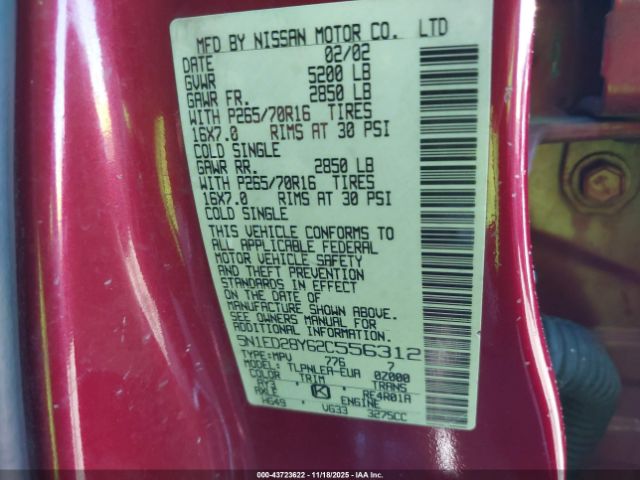 MFD BY NISSAN MOTOR CO. LTD
DATE 02/02
GVWR 5200 LB
GAWR FR. 2850 LB
WITH P265/70R16 TIRES
16X7.0 RIMS AT 30 PSI
COLD SINGLE
GAWR RR. 2850 LB
WITH P265/70R16 TIRES
16X7.0 RIMS AT 30 PSI
COLD SINGLE
THIS VEHICLE CONFORMS TO
ALL APPLICABLE FEDERAL
MOTOR VEHICLE SAFETY
AND THEFT PREVENTION
STANDARDS IN EFFECT
ON THE DATE OF
MANUFACTURE SHOWN ABOVE.
SEE OWNERS MANUAL FOR
ADDITIONAL INFORMATION.
5N1ED28Y62C556312
TYPE: MPV 776 7
MODEL: TLPNLEA-EUA 0Z000
COLOR: TRIM TRANS
AY3 K RE4R01A
AXLE ENGINE
HG49 VG33 3275CC
000-43723622 - 11/18/2025 - IAA Inc.